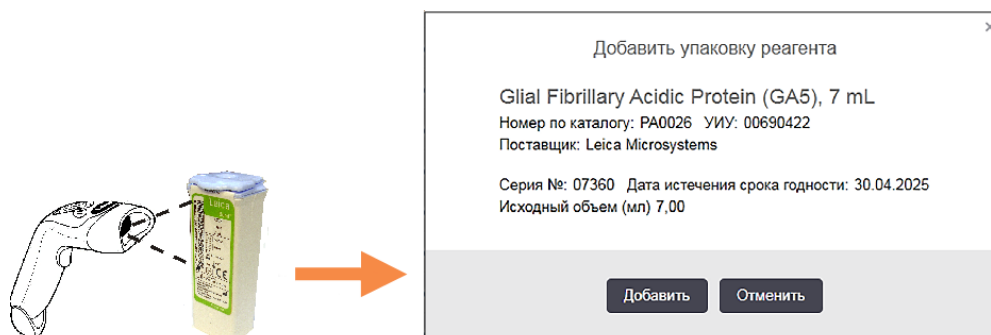 Добавить упаковку реагента
Glial Fibrillary Acidic Protein (GA5), 7 mL
Номер по каталогу: PA0026 УИУ: 00690422
Поставщик: Leica Microsystems
Серия №: 07360 Дата истечения срока годности: 30.04.2025
Исходный объем (мл) 7,00
Добавить Отменить
Leica